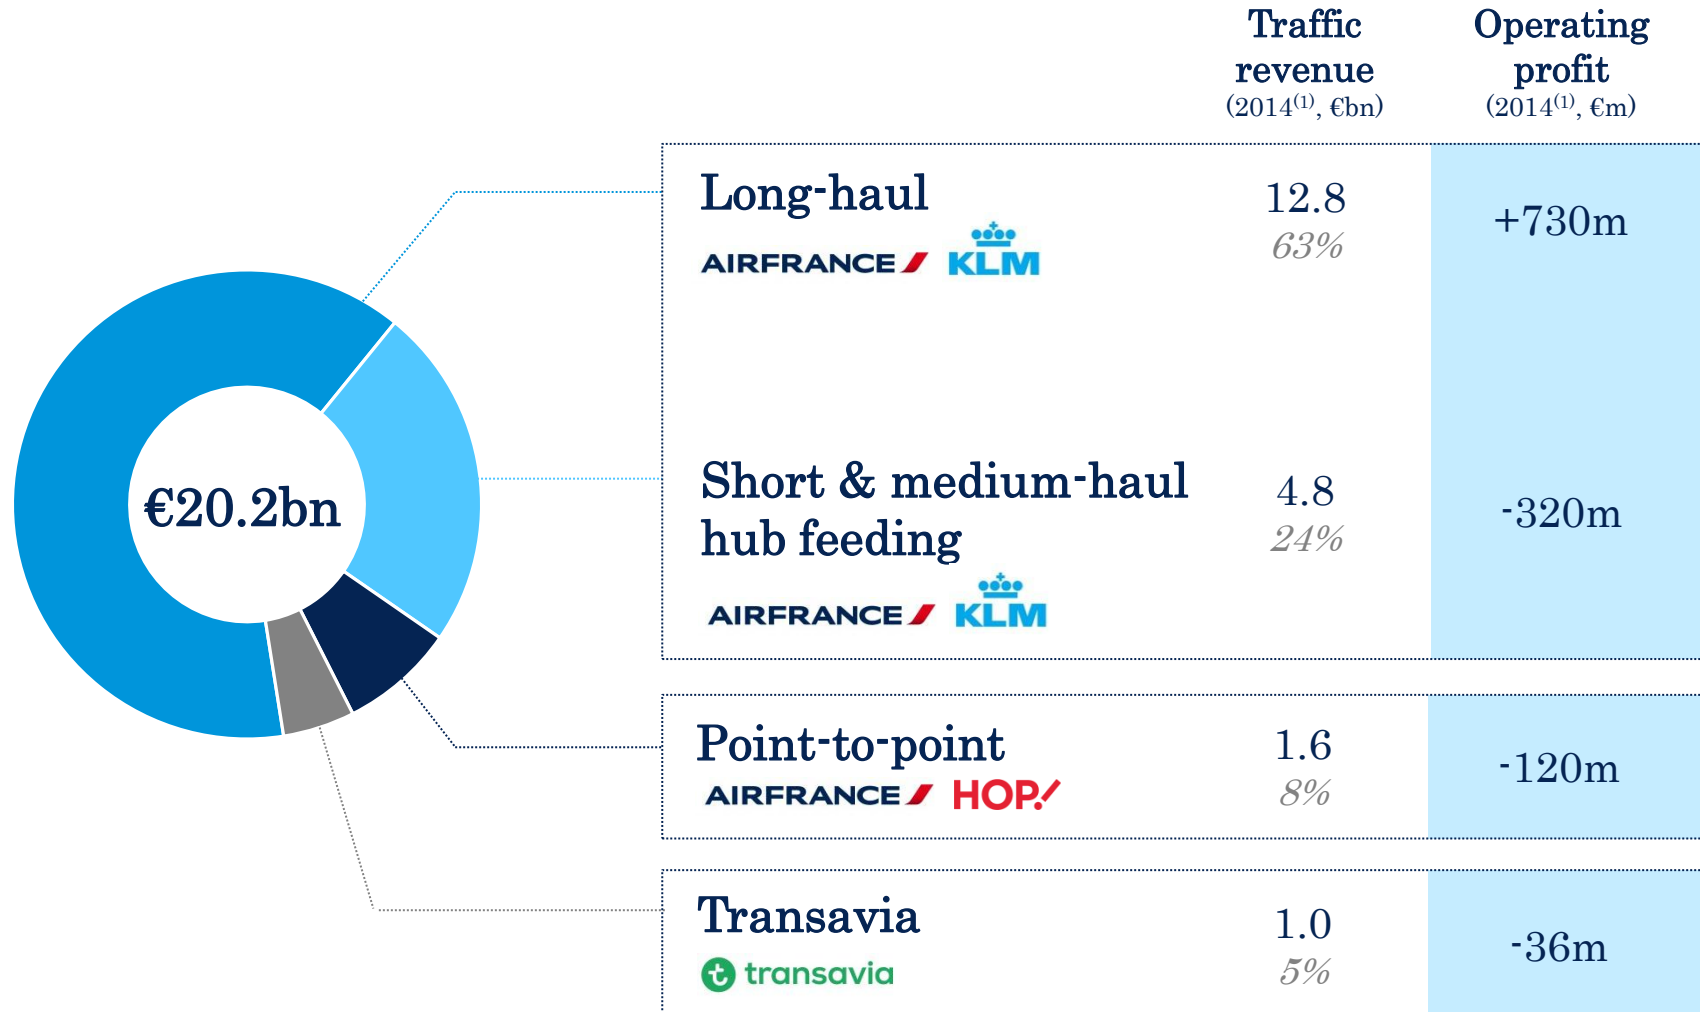 Traffic
revenue
(2014(1), €bn)
Operating
profit
(2014(1), €m)
Long-haul
AIRFRANCE KLM
12.8
63%
+730m
€20.2bn
Short & medium-haul
hub feeding
AIRFRANCE KLM
4.8
24%
-320m
Point-to-point
AIRFRANCE HOP!
1.6
8%
-120m
Transavia
transavia
1.0
5%
-36m